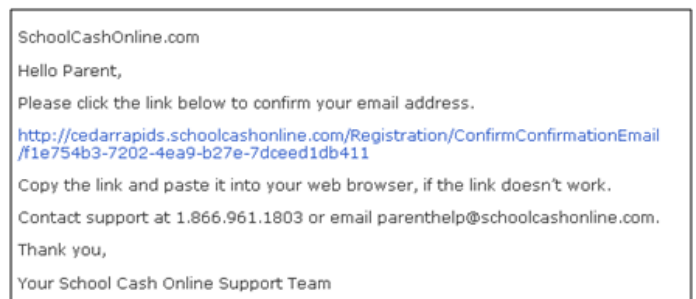 SchoolCashOnline.com
Hello Parent,
Please click the link below to confirm your email address.
http://cedarrapids.schoolcashonline.com/Registration/ConfirmConfirmationEmail
/f1e754b3-7202-4ea9-b27e-7dceed1db411
Copy the link and paste it into your web browser, if the link doesn't work.
Contact support at 1.866.961.1803 or email parenthelp@schoolcashonline.com.
Thank you,
Your School Cash Online Support Team